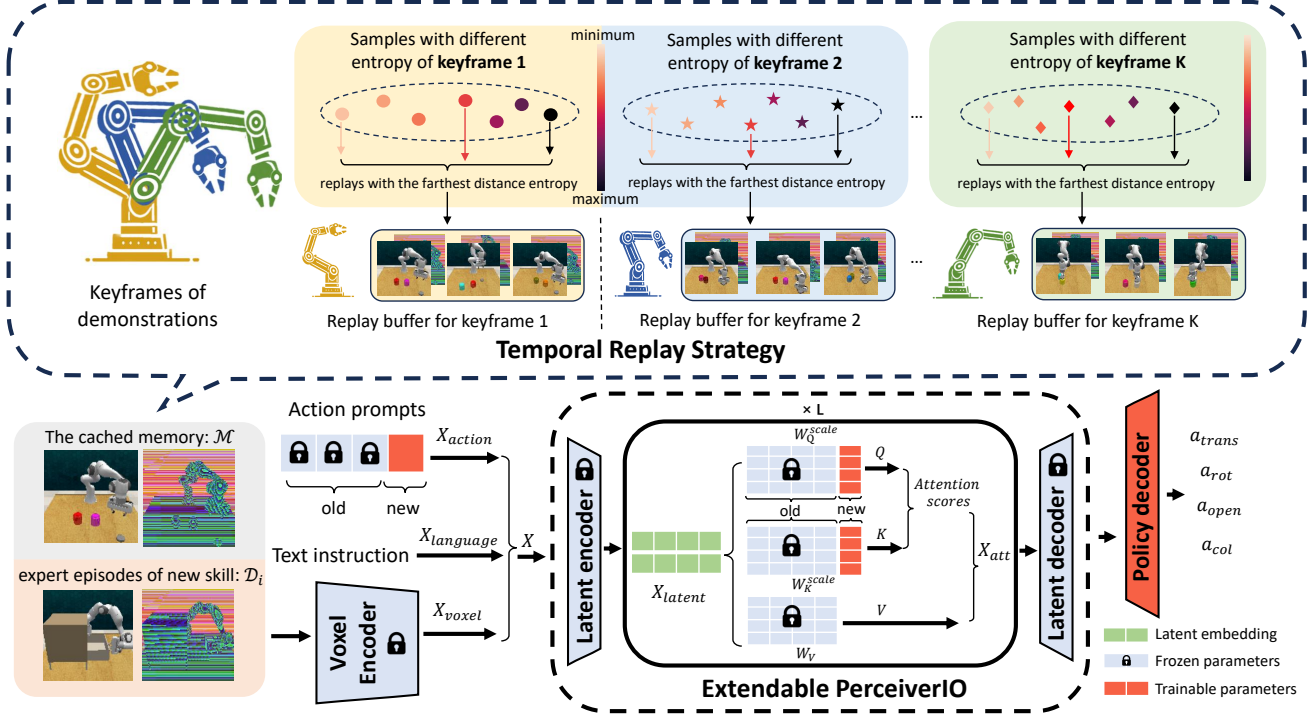 Samples with different
entropy of keyframe 1
minimum
Samples with different
entropy of keyframe 2
Samples with different
entropy of keyframe K
...
replays with the farthest distance entropy
replays with the farthest distance entropy
replays with the farthest distance entropy
maximum
...
Keyframes of
demonstrations
Replay buffer for keyframe 1
Replay buffer for keyframe 2
Replay buffer for keyframe K
Temporal Replay Strategy
The cached memory: ℳ
expert episodes of new skill: 𝒟_i
Action prompts
X_action
old
new
Text instruction
X_language
X
Voxel
Encoder
X_voxel
Latent encoder
× L
X_latent
W_Q^scale
Q
old
new
Attention
scores
K
W_K^scale
V
W_V
X_att
Latent decoder
Extendable PerceiverIO
Policy decoder
a_trans
a_rot
a_open
a_col
Latent embedding
Frozen parameters
Trainable parameters